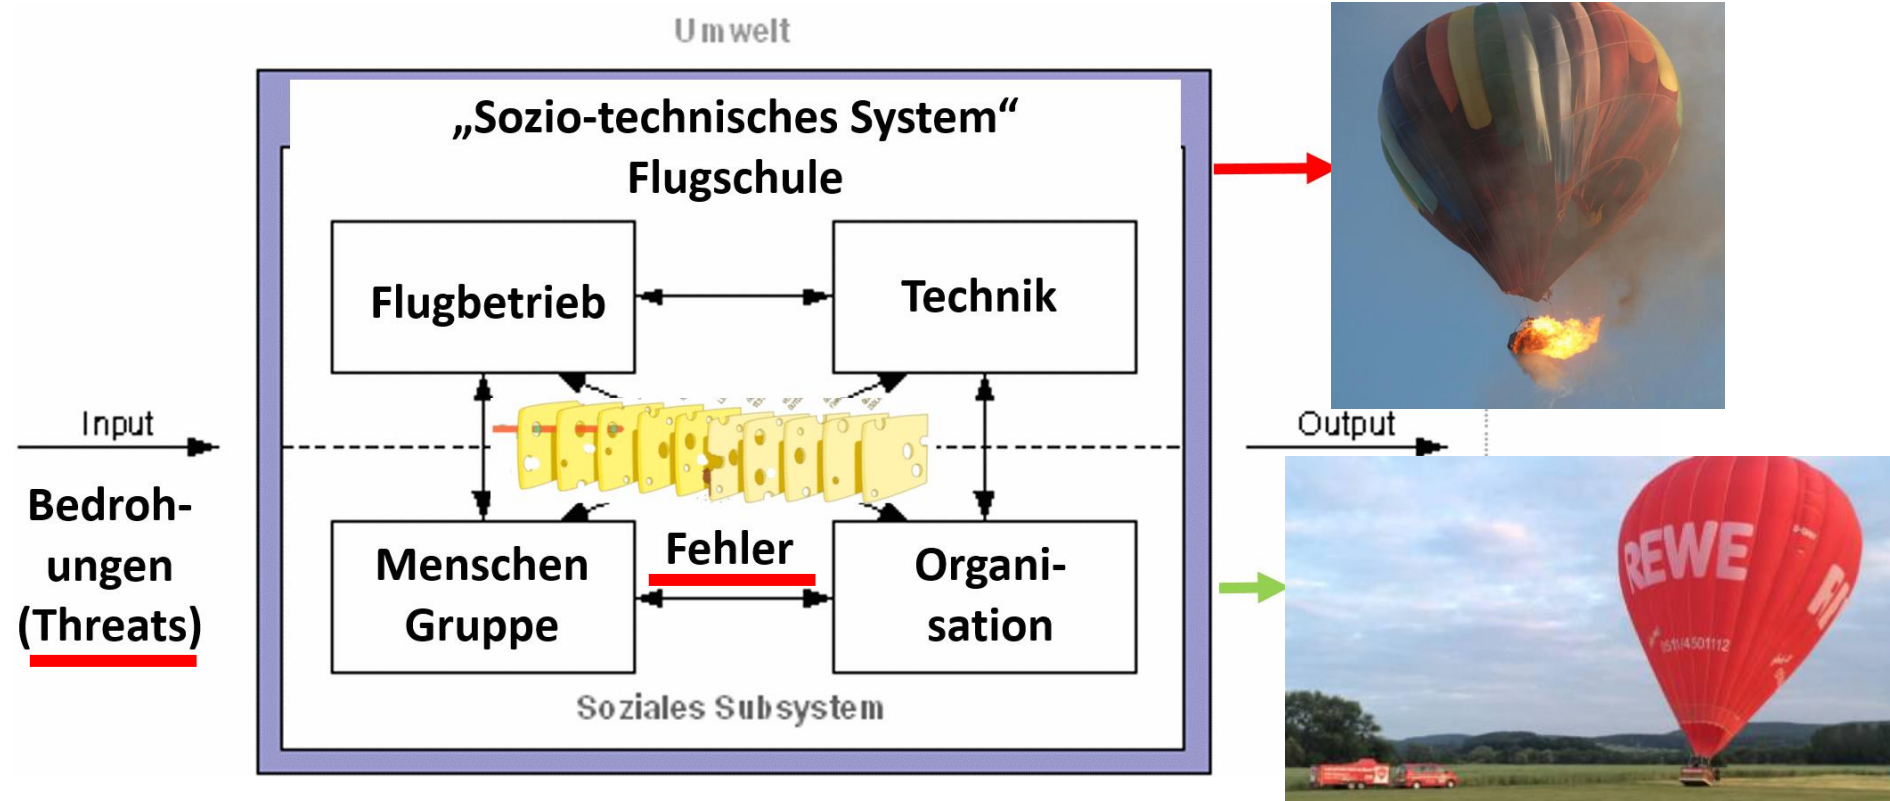 Umwelt
„Sozio-technisches System“
Flugschule
Flugbetrieb
Technik
Input
Output
Bedroh-
ungen
(Threats)
Menschen
Gruppe
Fehler
Organi-
sation
Soziales Subsystem
REWE